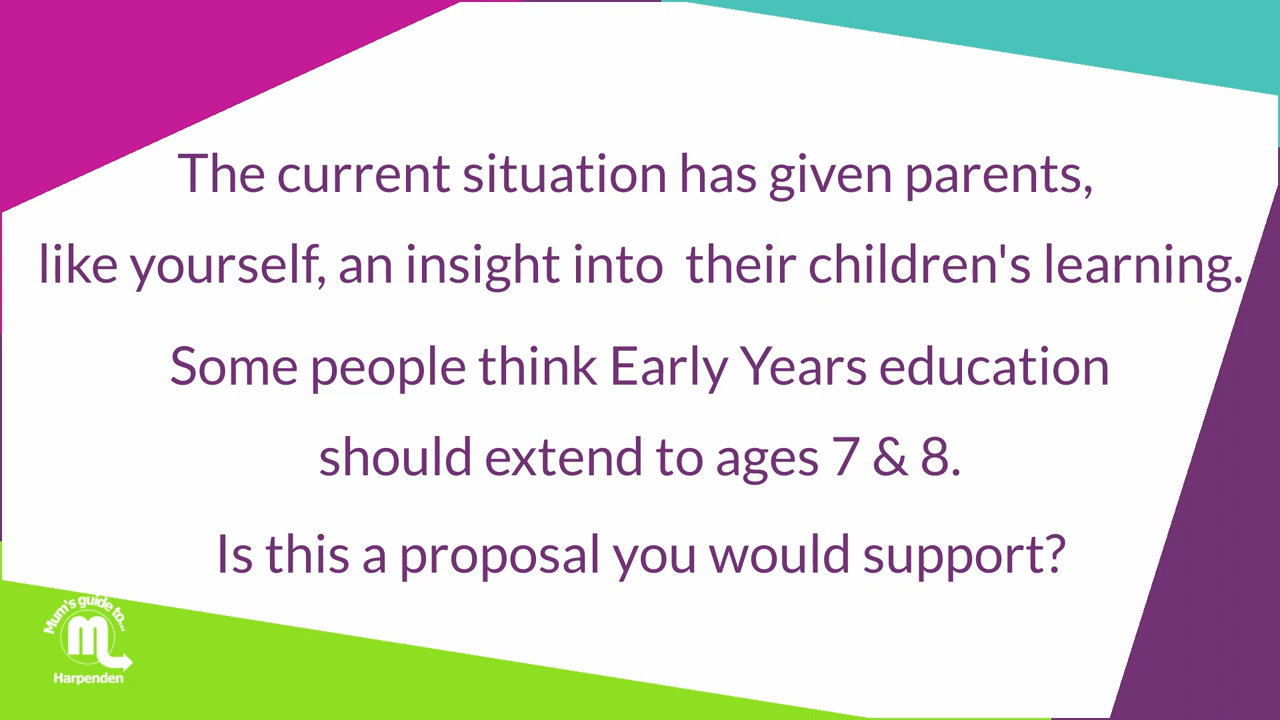 The current situation has given parents,
like yourself, an insight into  their children's learning.
Some people think Early Years education
should extend to ages 7 & 8.
Is this a proposal you would support?
Mum's guide to...
m
Harpenden